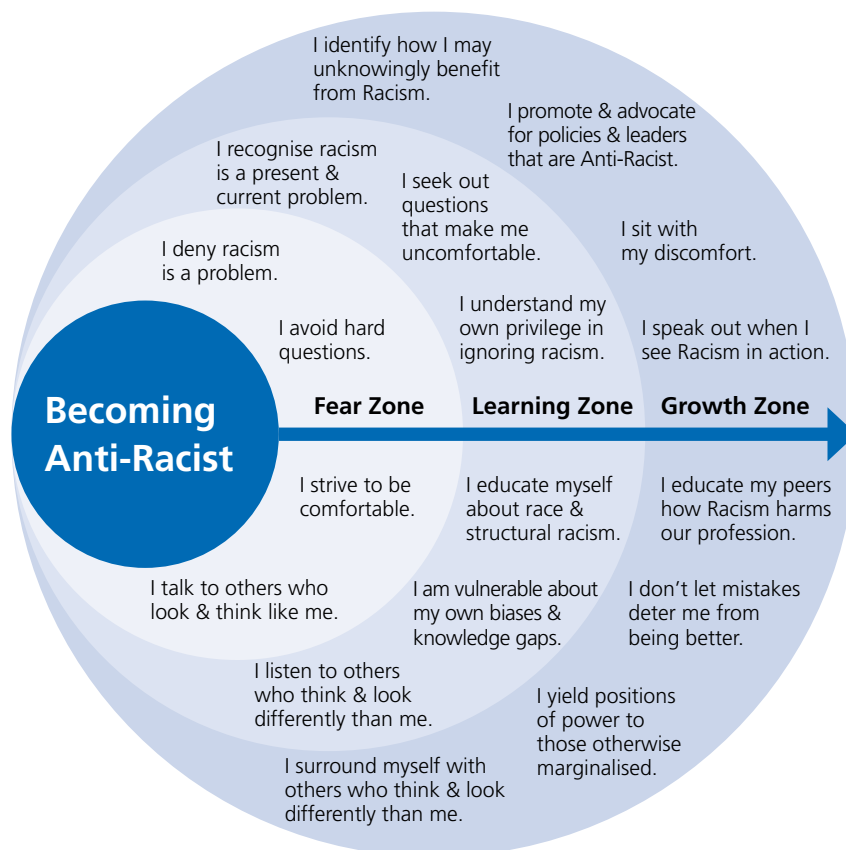 I identify how I may
unknowingly benefit
from Racism.
I promote & advocate
for policies & leaders
that are Anti-Racist.
I recognise racism
is a present &
current problem.
I seek out
questions
that make me
uncomfortable.
I sit with
my discomfort.
I deny racism
is a problem.
I understand my
own privilege in
ignoring racism.
I avoid hard
questions.
I speak out when I
see Racism in action.
Becoming
Anti-Racist
Fear Zone
Learning Zone
Growth Zone
I strive to be
comfortable.
I educate myself
about race &
structural racism.
I educate my peers
how Racism harms
our profession.
I talk to others who
look & think like me.
I am vulnerable about
my own biases &
knowledge gaps.
I don’t let mistakes
deter me from
being better.
I listen to others
who think & look
differently than me.
I yield positions
of power to
those otherwise
marginalised.
I surround myself with
others who think & look
differently than me.